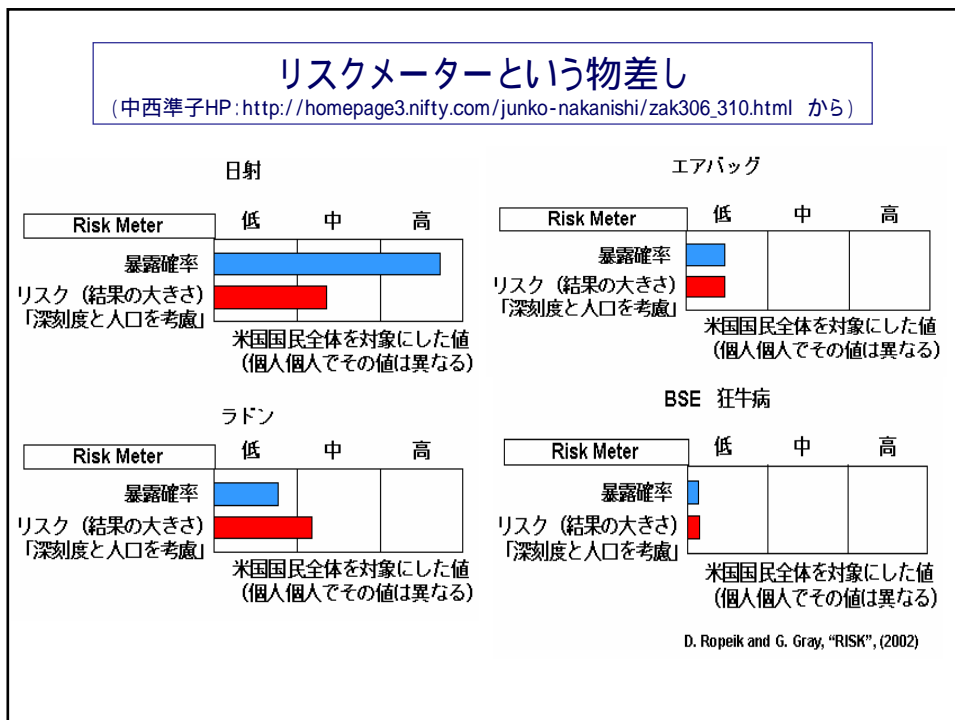 リスクメーターという物差し
(中西準子HP:http://homepage3.nifty.com/junko-nakanishi/zak306_310.html から)
日射
Risk Meter 低 中 高
暴露確率
リスク (結果の大きさ)
「深刻度と人口を考慮」
米国国民全体を対象にした値
(個人個人でその値は異なる)
エアバッグ
Risk Meter 低 中 高
暴露確率
リスク (結果の大きさ)
「深刻度と人口を考慮」
米国国民全体を対象にした値
(個人個人でその値は異なる)
ラドン
Risk Meter 低 中 高
暴露確率
リスク (結果の大きさ)
「深刻度と人口を考慮」
米国国民全体を対象にした値
(個人個人でその値は異なる)
BSE 狂牛病
Risk Meter 低 中 高
暴露確率
リスク (結果の大きさ)
「深刻度と人口を考慮」
米国国民全体を対象にした値
(個人個人でその値は異なる)
D. Ropeik and G. Gray, “RISK”, (2002)